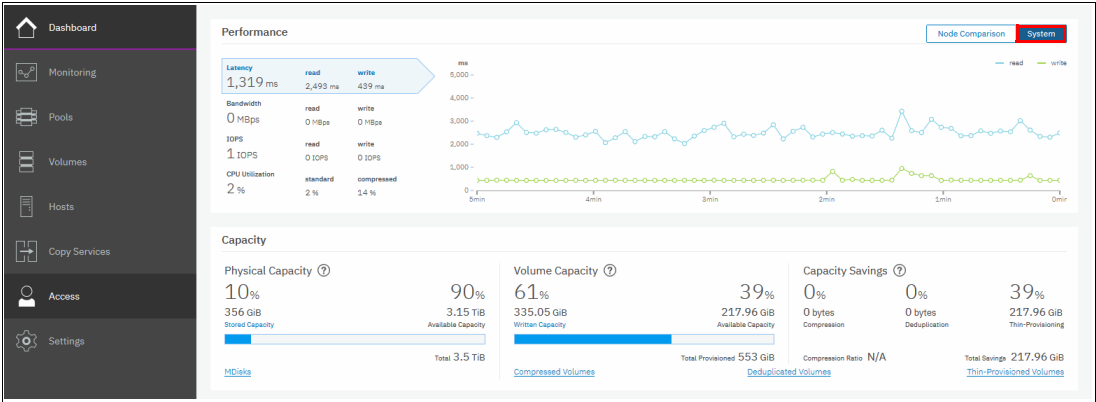 Dashboard
Monitoring
Pools
Volumes
Hosts
Copy Services
Access
Settings
Performance
Node Comparison
System
Latency
read
write
1,319 ms
2,493 ms
439 ms
Bandwidth
read
write
0 MBps
0 MBps
0 MBps
IOPS
read
write
1 IOPS
0 IOPS
0 IOPS
CPU Utilization
standard
compressed
2 %
2 %
14 %
ms
read
write
5,000
4,000
3,000
2,000
1,000
0
5min
4min
3min
2min
1min
0min
Capacity
Physical Capacity ?
10%
90%
356 GiB
3.15 TiB
Stored Capacity
Available Capacity
Total 3.5 TiB
MDisks
Volume Capacity ?
61%
39%
335.05 GiB
217.96 GiB
Written Capacity
Available Capacity
Total Provisioned 553 GiB
Compressed Volumes
Deduplicated Volumes
Capacity Savings ?
0%
0%
39%
0 bytes
0 bytes
217.96 GiB
Compression
Deduplication
Thin-Provisioning
Compression Ratio N/A
Total Savings 217.96 GiB
Thin-Provisioned Volumes